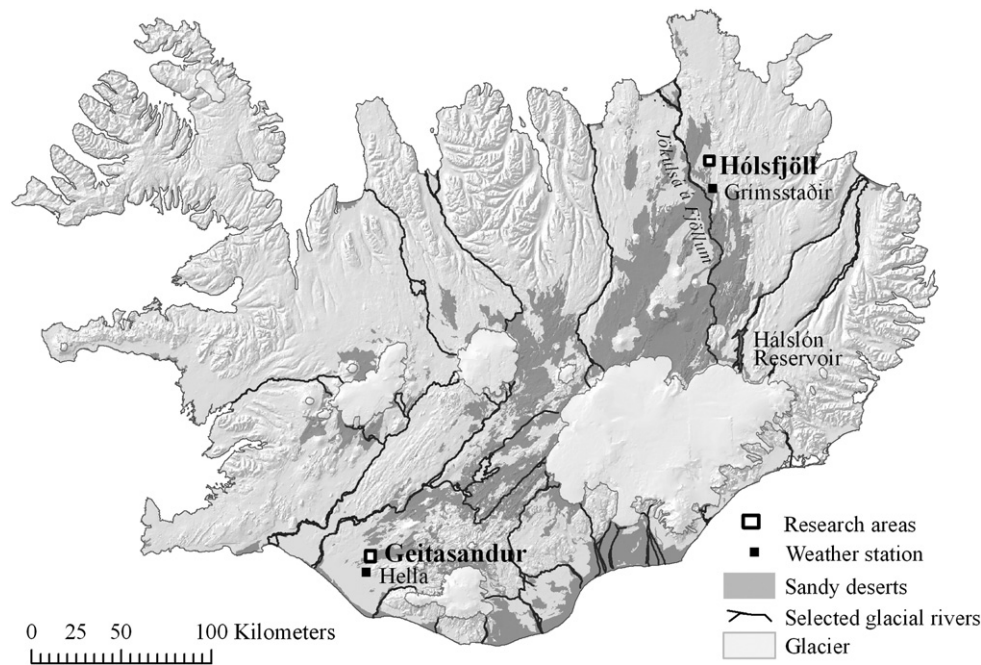 Jökulsá á Fjöllum
Hólsfjöll
Grímsstaðir
Hálslón
Reservoir
Geitasandur
Hella
Research areas
Weather station
Sandy deserts
Selected glacial rivers
Glacier
0 25 50 100 Kilometers